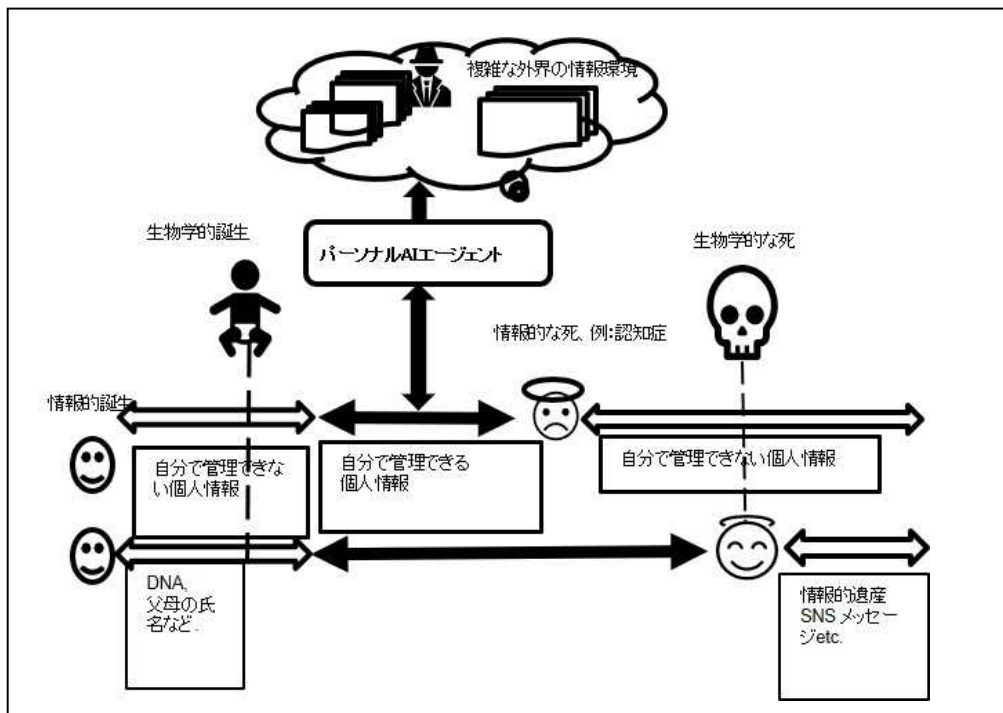 複雑な外界の情報環境
生物学的誕生
パーソナルAIエージェント
生物学的な死
情報的な死、例:認知症
情報的誕生
自分で管理できな
い個人情報
自分で管理できる
個人情報
自分で管理できない個人情報
DNA,
父母の氏
名など.
情報的遺産
SNSメッセー
ジetc.